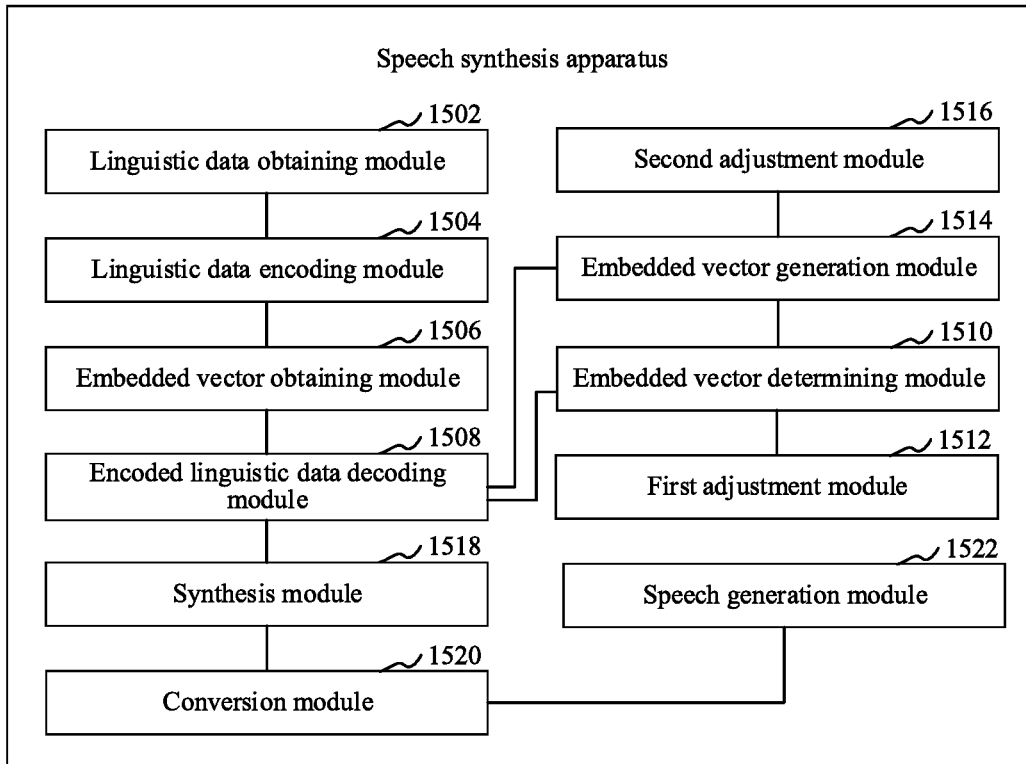 Speech synthesis apparatus
1502
Linguistic data obtaining module
1504
Linguistic data encoding module
1506
Embedded vector obtaining module
1508
Encoded linguistic data decoding
module
1518
Synthesis module
1520
Conversion module
1516
Second adjustment module
1514
Embedded vector generation module
1510
Embedded vector determining module
1512
First adjustment module
1522
Speech generation module